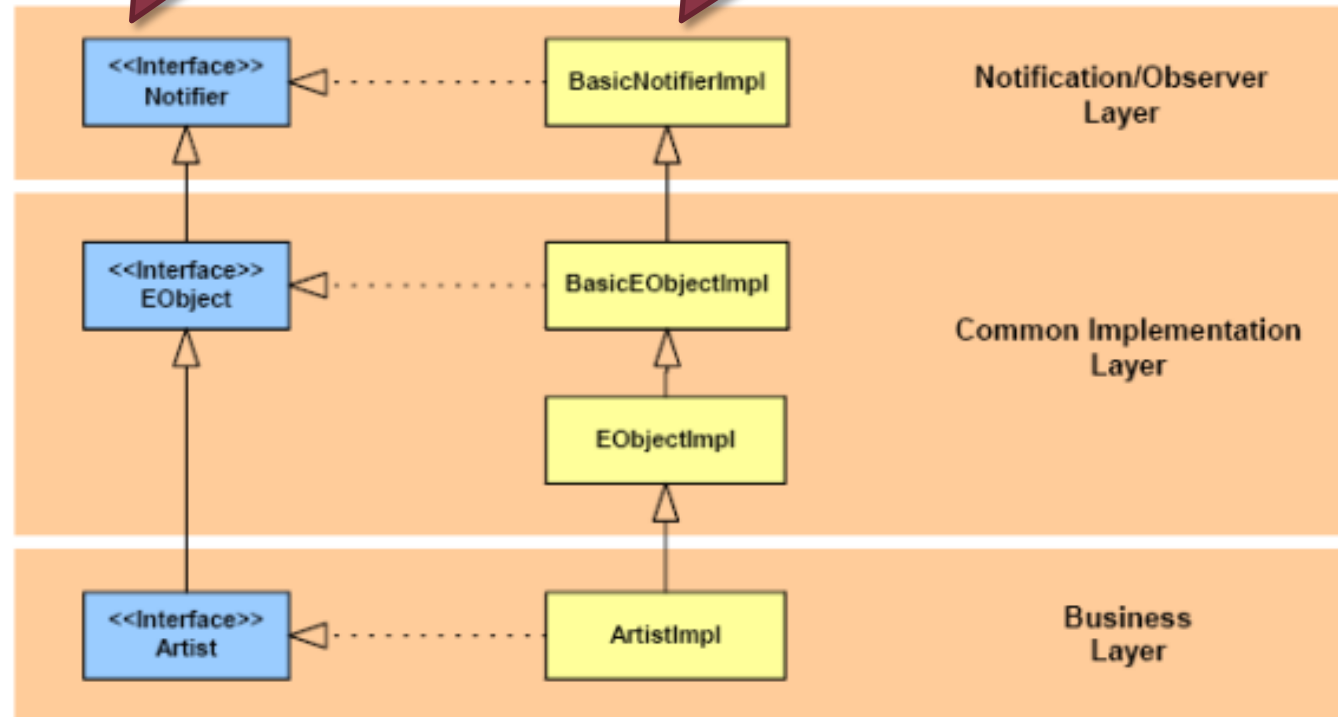 <<Interface>>
Notifier
BasicNotifierImpl
Notification/Observer
Layer
<<Interface>>
EObject
BasicEObjectImpl
Common Implementation
Layer
EObjectImpl
<<Interface>>
Artist
ArtistImpl
Business
Layer